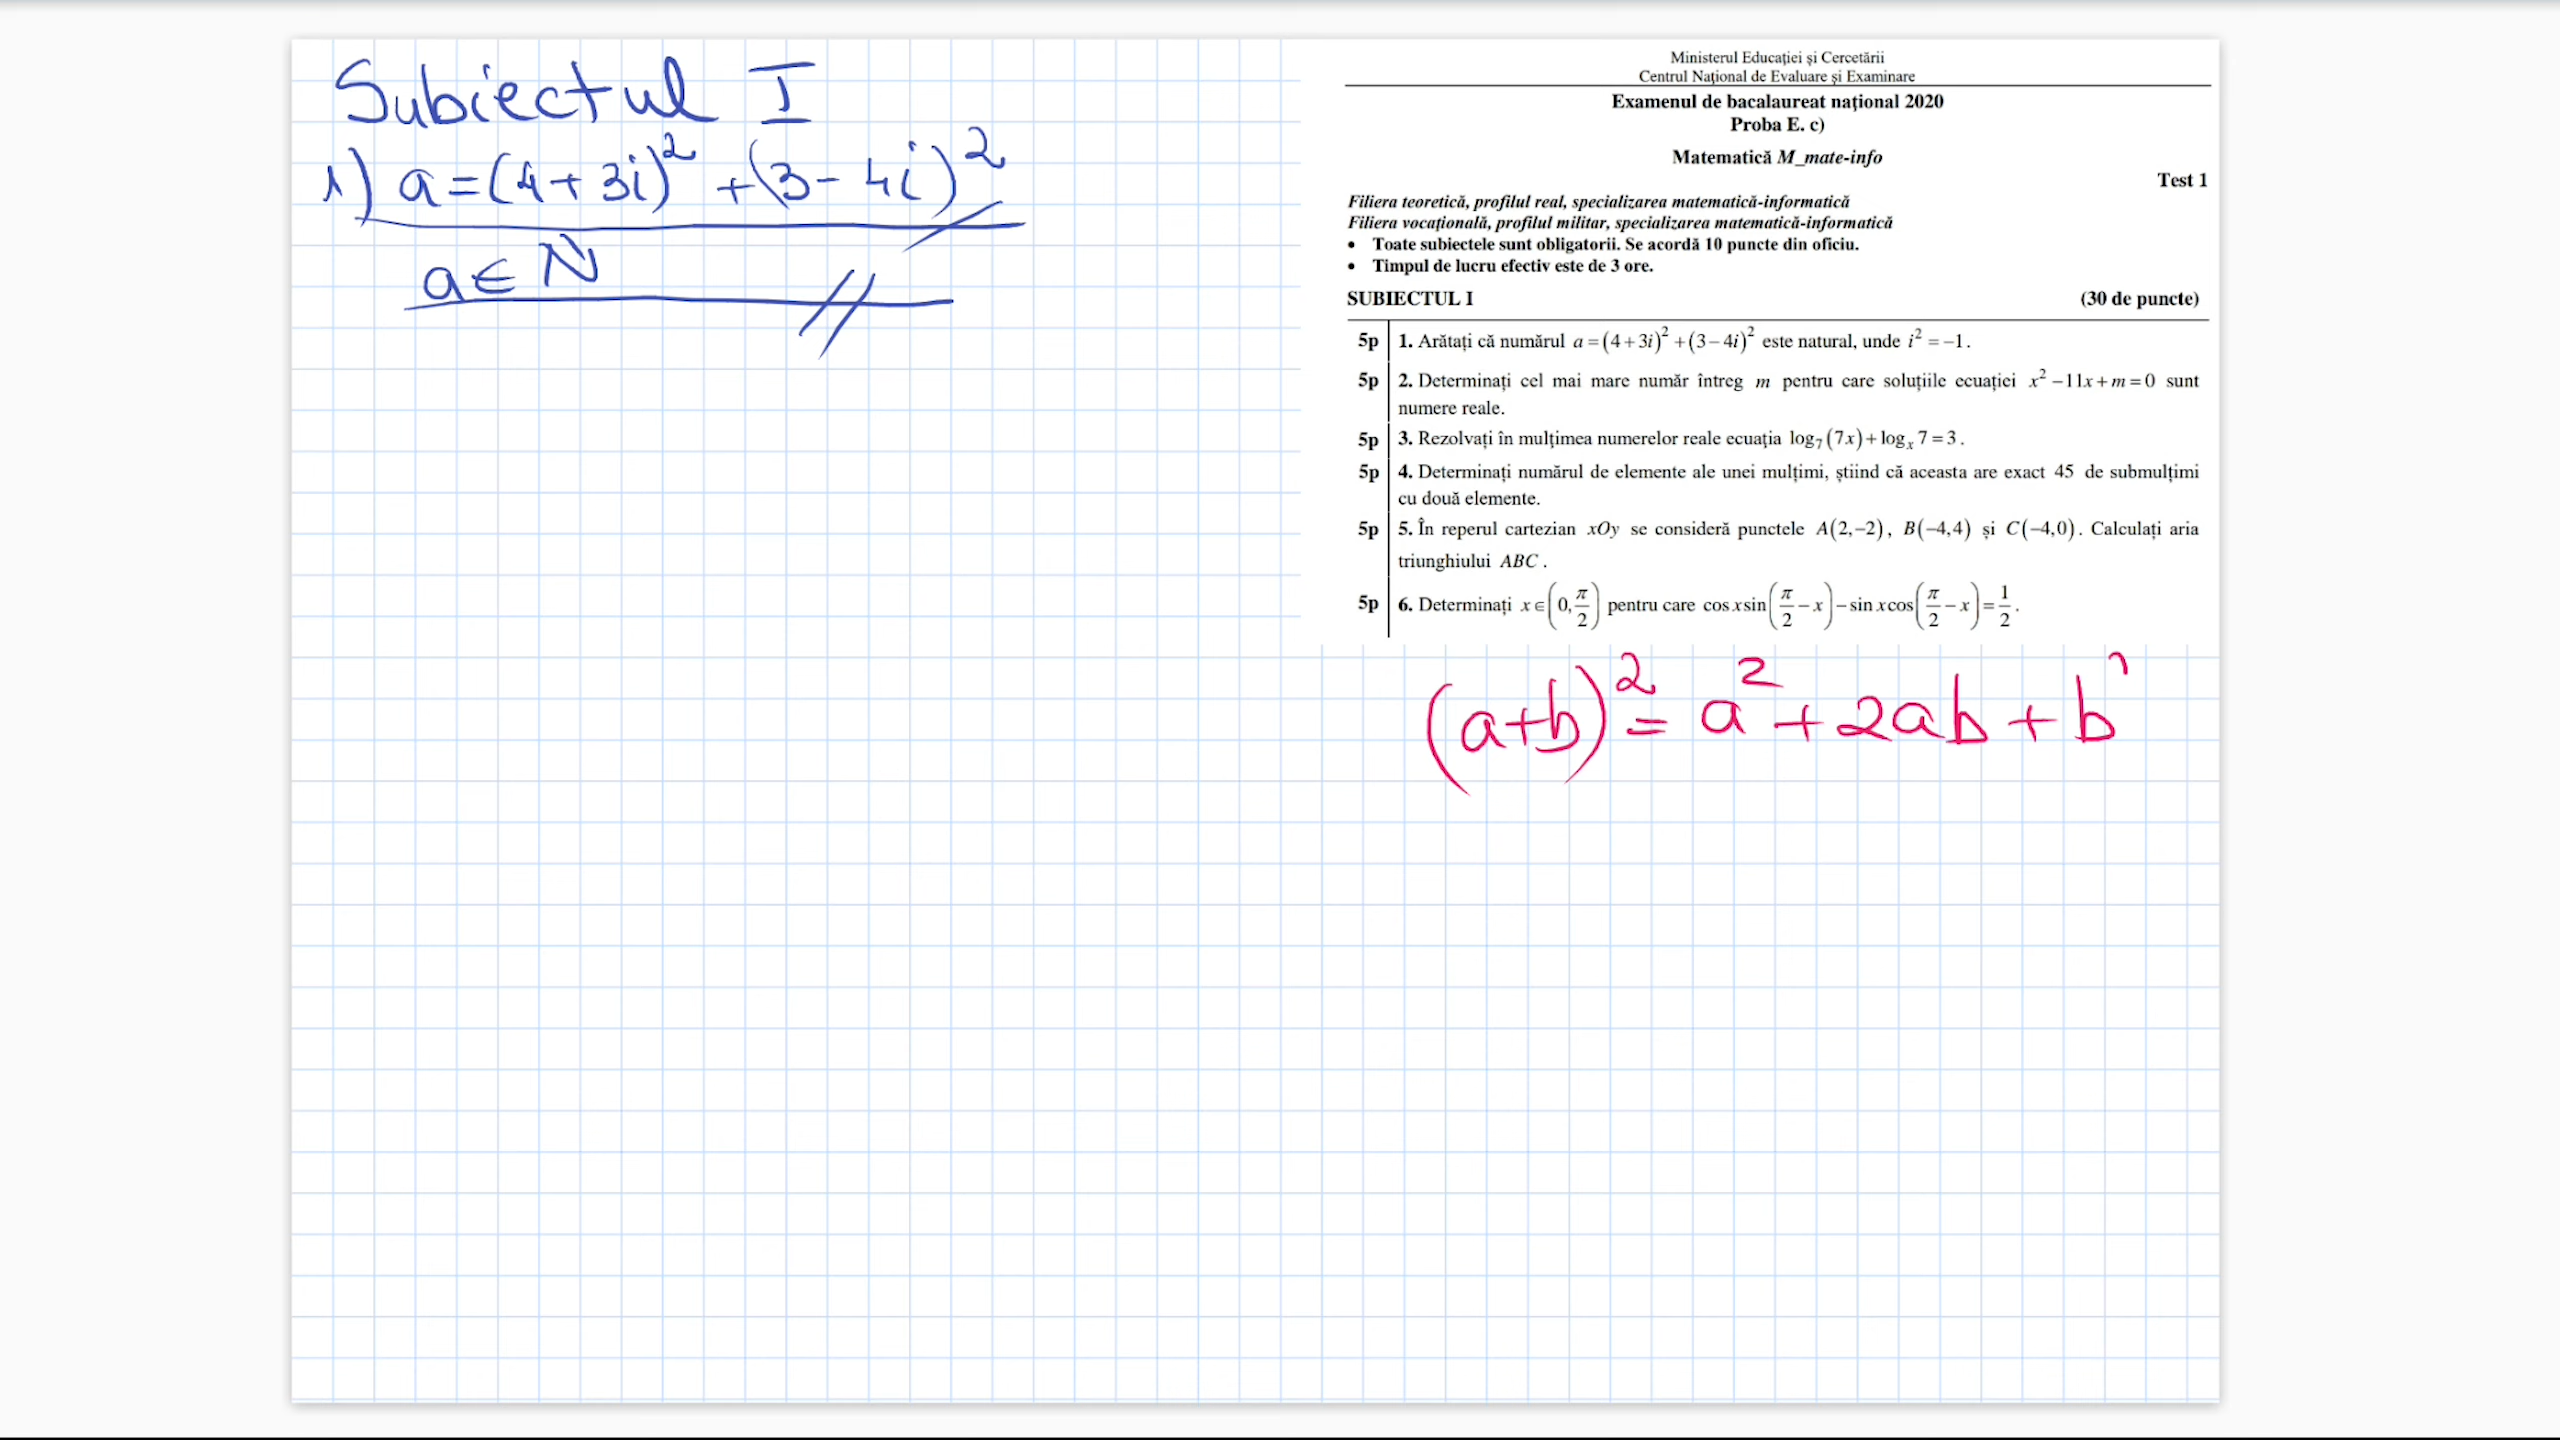 Subiectul I
1) a=(4+3i)² +(3-4i)²
a∈ N
Ministerul Educației și Cercetării
Centrul Național de Evaluare și Examinare
Examenul de bacalaureat național 2020
Proba E. c)
Matematică M_mate-info
Test 1
Filiera teoretică, profilul real, specializarea matematică-informatică
Filiera vocațională, profilul militar, specializarea matematică-informatică
• Toate subiectele sunt obligatorii. Se acordă 10 puncte din oficiu.
• Timpul de lucru efectiv este de 3 ore.
SUBIECTUL I (30 de puncte)
5p 1. Arătați că numărul a = (4+3i)² + (3−4i)² este natural, unde i² = −1.
5p 2. Determinați cel mai mare număr întreg m pentru care soluțiile ecuației x² −11x + m = 0 sunt
numere reale.
5p 3. Rezolvați în mulțimea numerelor reale ecuația log₇(7x) + logₓ 7 = 3.
5p 4. Determinați numărul de elemente ale unei mulțimi, știind că aceasta are exact 45 de submulțimi
cu două elemente.
5p 5. În reperul cartezian xOy se consideră punctele A(2,−2), B(−4,4) și C(−4,0). Calculați aria
triunghiului ABC.
5p 6. Determinați x∈(0, π/2) pentru care cos x sin(π/2 − x) − sin x cos(π/2 − x) = 1/2.
(a+b)² = a² + 2ab + b